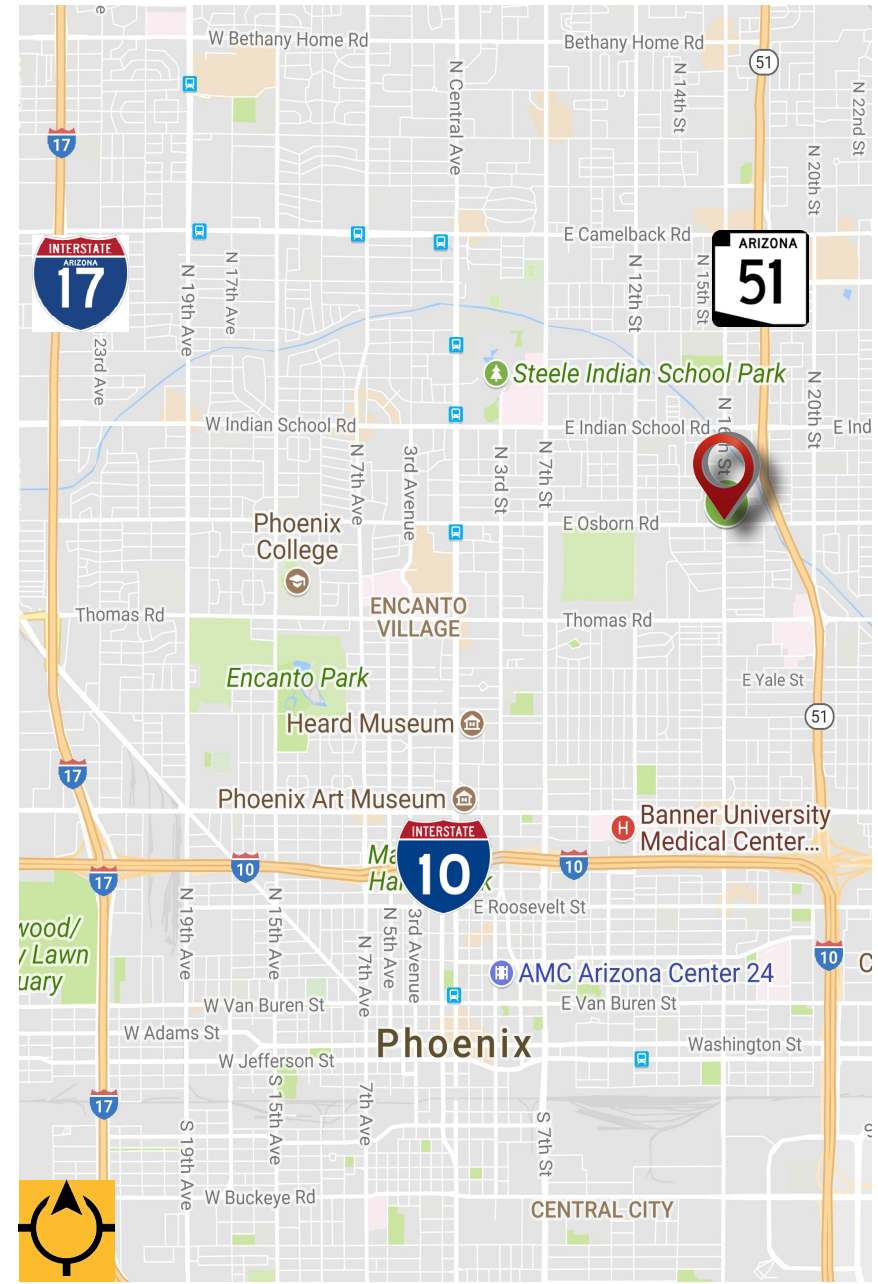 e
W Bethany Home Rd
Bethany Home Rd
51
N Central Ave
N 14th St
N 22nd St
17
N 20th St
E Camelback Rd
INTERSTATE
ARIZONA
17
ARIZONA
51
N 19th Ave
N 17th Ave
N 12th St
N 15th St
23rd Ave
Steele Indian School Park
N 20th St
N 16th St
W Indian School Rd
E Indian School Rd
E Ind
N 7th Ave
3rd Avenue
N 3rd St
N 7th St
Phoenix
College
E Osborn Rd
ENCANTO
VILLAGE
Thomas Rd
Thomas Rd
Encanto Park
E Yale St
Heard Museum
51
17
Phoenix Art Museum
Banner University
Medical Center...
INTERSTATE
10
17
10
10
N 19th Ave
N 15th Ave
N 7th Ave
N 5th Ave
3rd Avenue
E Roosevelt St
wood/
y Lawn
uary
10
C
AMC Arizona Center 24
W Van Buren St
E Van Buren St
W Adams St
Phoenix
Washington St
W Jefferson St
17
S 19th Ave
S 15th Ave
7th Ave
S 7th St
W Buckeye Rd
CENTRAL CITY